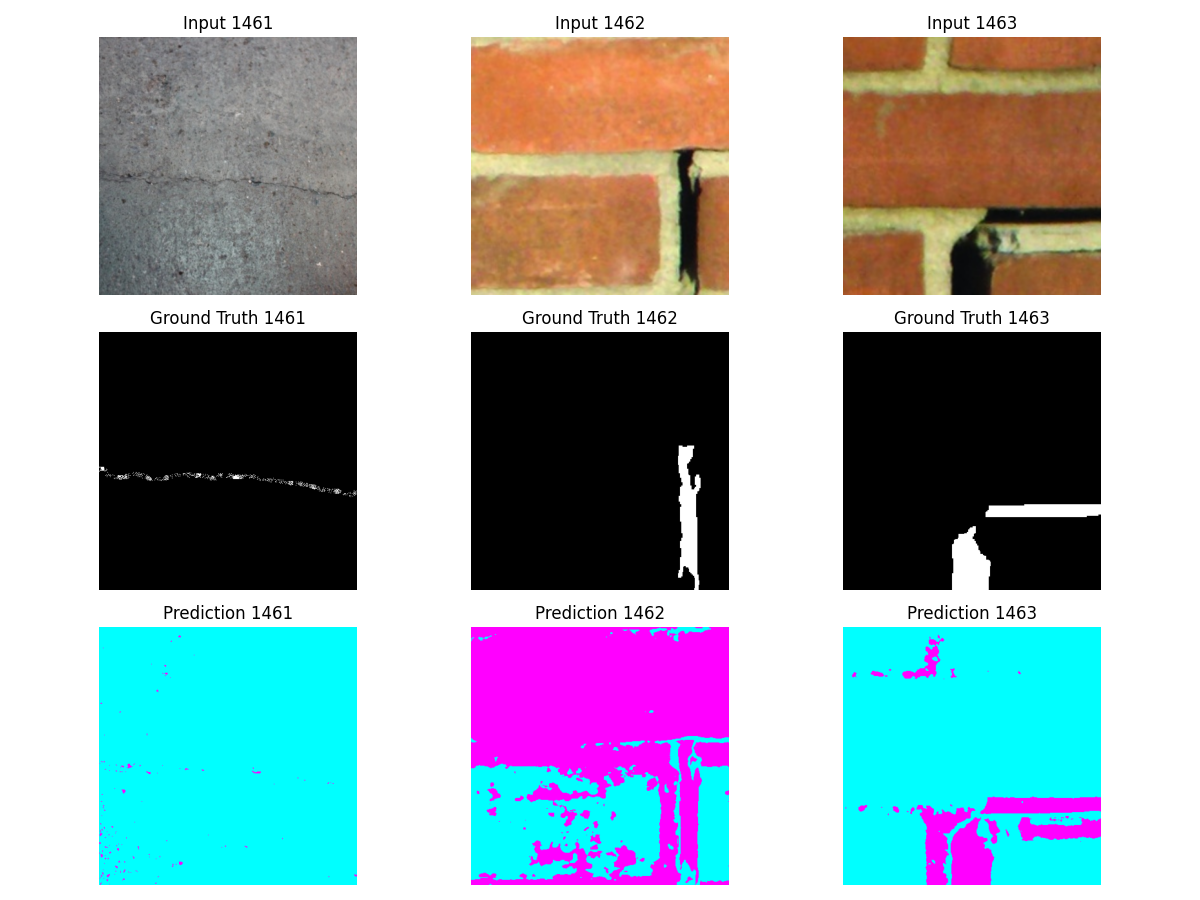 Input 1461
Input 1462
Input 1463
Ground Truth 1461
Ground Truth 1462
Ground Truth 1463
Prediction 1461
Prediction 1462
Prediction 1463